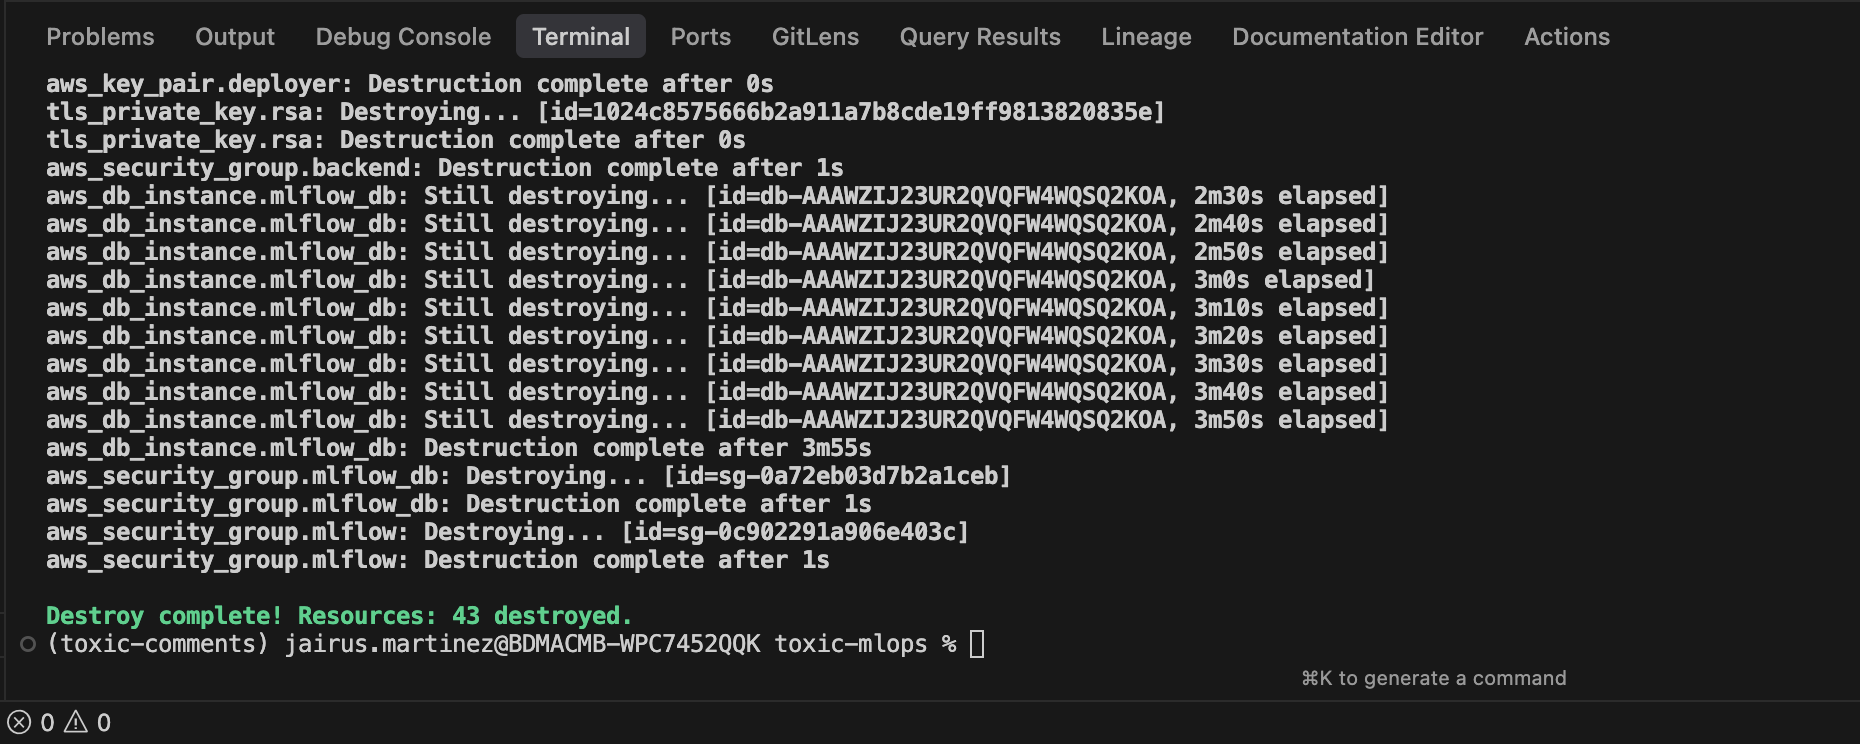 Problems Output Debug Console Terminal Ports GitLens Query Results Lineage Documentation Editor Actions
aws_key_pair.deployer: Destruction complete after 0s
tls_private_key.rsa: Destroying... [id=1024c8575666b2a911a7b8cde19ff9813820835e]
tls_private_key.rsa: Destruction complete after 0s
aws_security_group.backend: Destruction complete after 1s
aws_db_instance.mlflow_db: Still destroying... [id=db-AAAWZIJ23UR2QVQFW4WQSQ2KOA, 2m30s elapsed]
aws_db_instance.mlflow_db: Still destroying... [id=db-AAAWZIJ23UR2QVQFW4WQSQ2KOA, 2m40s elapsed]
aws_db_instance.mlflow_db: Still destroying... [id=db-AAAWZIJ23UR2QVQFW4WQSQ2KOA, 2m50s elapsed]
aws_db_instance.mlflow_db: Still destroying... [id=db-AAAWZIJ23UR2QVQFW4WQSQ2KOA, 3m0s elapsed]
aws_db_instance.mlflow_db: Still destroying... [id=db-AAAWZIJ23UR2QVQFW4WQSQ2KOA, 3m10s elapsed]
aws_db_instance.mlflow_db: Still destroying... [id=db-AAAWZIJ23UR2QVQFW4WQSQ2KOA, 3m20s elapsed]
aws_db_instance.mlflow_db: Still destroying... [id=db-AAAWZIJ23UR2QVQFW4WQSQ2KOA, 3m30s elapsed]
aws_db_instance.mlflow_db: Still destroying... [id=db-AAAWZIJ23UR2QVQFW4WQSQ2KOA, 3m40s elapsed]
aws_db_instance.mlflow_db: Still destroying... [id=db-AAAWZIJ23UR2QVQFW4WQSQ2KOA, 3m50s elapsed]
aws_db_instance.mlflow_db: Destruction complete after 3m55s
aws_security_group.mlflow_db: Destroying... [id=sg-0a72eb03d7b2a1ceb]
aws_security_group.mlflow_db: Destruction complete after 1s
aws_security_group.mlflow: Destroying... [id=sg-0c902291a906e403c]
aws_security_group.mlflow: Destruction complete after 1s
Destroy complete! Resources: 43 destroyed.
(toxic-comments) jairus.martinez@BDMACMB-WPC7452QQK toxic-mlops %
⌘K to generate a command
0 0